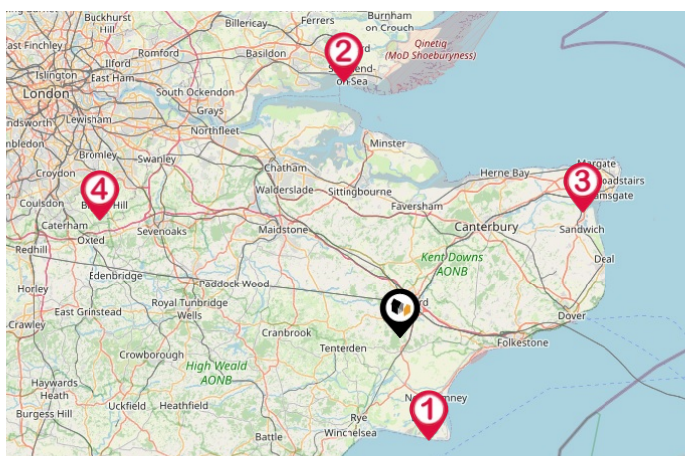 Buckhurst
Hill
Billericay
Ferrers
Burnham
on Crouch
East Finchley
Romford
Basildon
Qinetiq
(MoD Shoeburyness)
Islington
Ilford
East Ham
2
on-Sea
London
South Ockendon
Grays
Lewisham
Northfleet
Minster
Bromley
Swanley
Chatham
Herne Bay
Margate
Croydon
Walderslade
Sittingbourne
Faversham
3
4
Coulsdon
Hill
Canterbury
Caterham
Sevenoaks
Maidstone
Sandwich
Oxted
Redhill
Kent Downs
AONB
Deal
Edenbridge
Horley
Paddock Wood
Royal Tunbridge
Wells
East Grinstead
Crawley
Cranbrook
Dover
Folkestone
Tenterden
Crowborough
High Weald
AONB
Haywards
Heath
1
Uckfield
Heathfield
Burgess Hill
Rye
Winchelsea
Battle